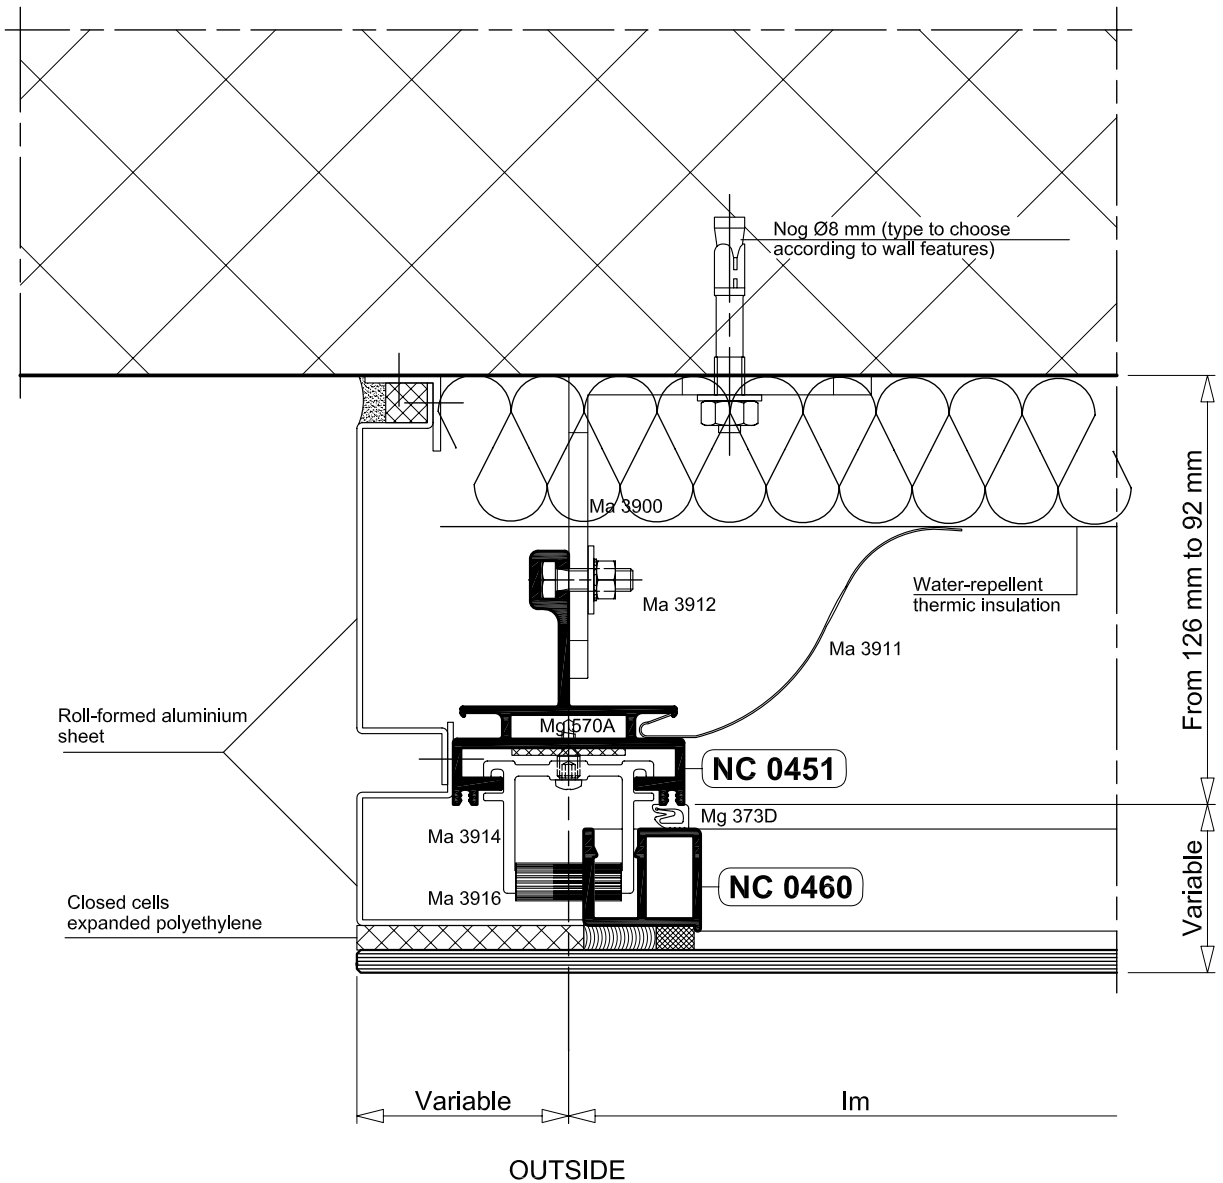 Nog Ø8 mm (type to choose
according to wall features)
Ma 3900
From 126 mm to 92 mm
Water-repellent
thermic insulation
Ma 3912
Ma 3911
Roll-formed aluminium
sheet
Mg 570A
NC 0451
Mg 373D
Ma 3914
NC 0460
Ma 3916
Variable
Closed cells
expanded polyethylene
Variable
lm
OUTSIDE